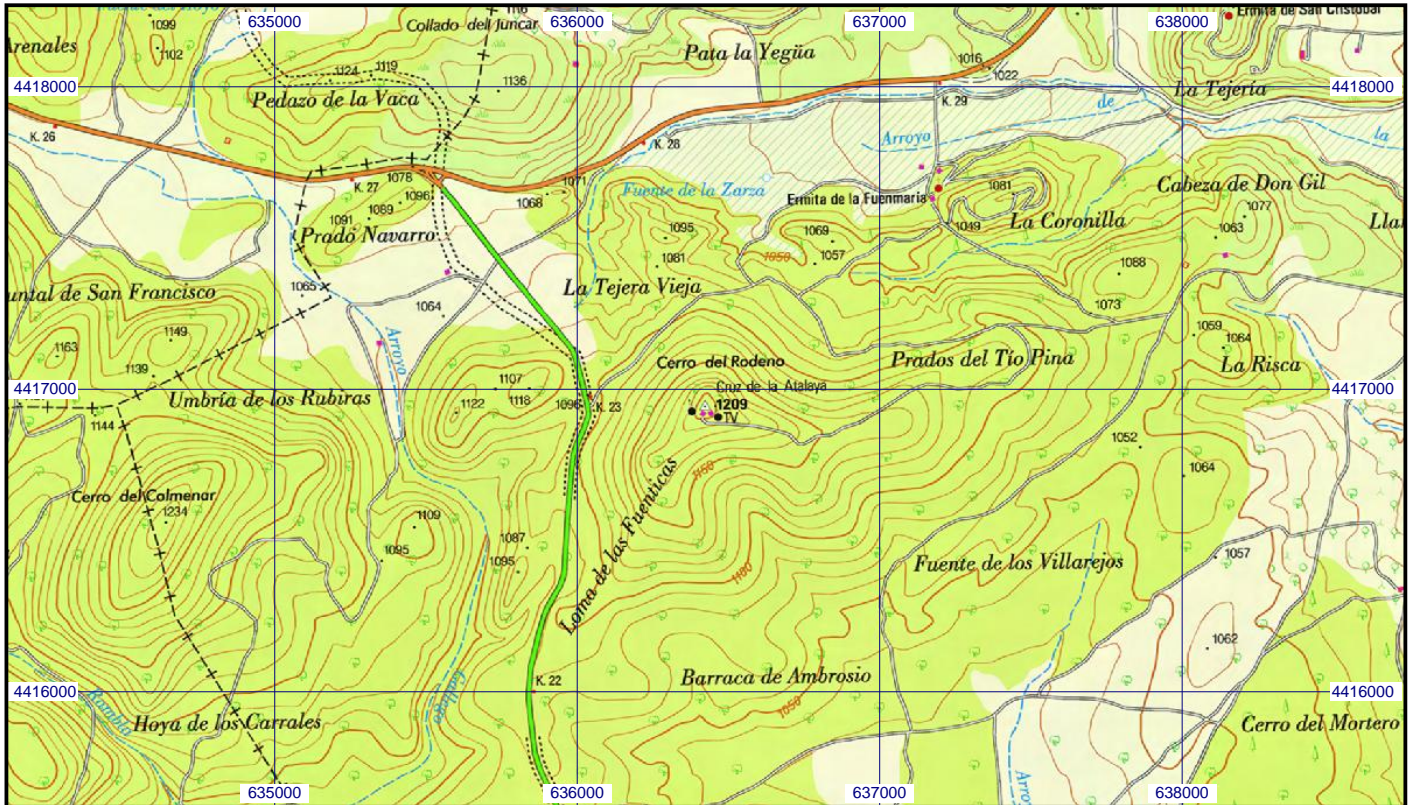 635000
636000
637000
638000
Ermita de San Cristobal
1099
1102
Arenales
Collado del Juncar
1124
1119
1136
Pata la Yegüa
1016
1022
4418000
Pedazo de la Vaca
La Tejeria
4418000
K. 29
de
K. 26
Arroyo
la
K. 28
1078
K. 27
1096
1071
Fuente de la Zarza
Cabeza de Don Gil
1089
1068
Ermita de la Fuenmaria
1081
1091
1077
1049
La Coronilla
Prado Navarro
1095
1069
1063
1050
1057
1081
1088
1065
1064
La Tejera Vieja
1073
untal de San Francisco
Arroyo
1149
1059
1064
1163
1139
Cerro del Rodeno
Prados del Tío Pina
La Risca
4417000
1107
Cruz de la Atalaya
4417000
Umbría de los Rubiras
1118
1096
K. 23
1209
1122
TV
1144
1052
1064
1150
Cerro del Colmenar
1234
1109
Loma de las Fuenticas
1087
1095
1095
1100
1057
Fuente de los Villarejos
1062
4416000
K. 22
Barraca de Ambrosio
4416000
Gallego
1050
Hoya de los Carrales
Cerro del Mortero
Arroy
635000
636000
637000
638000